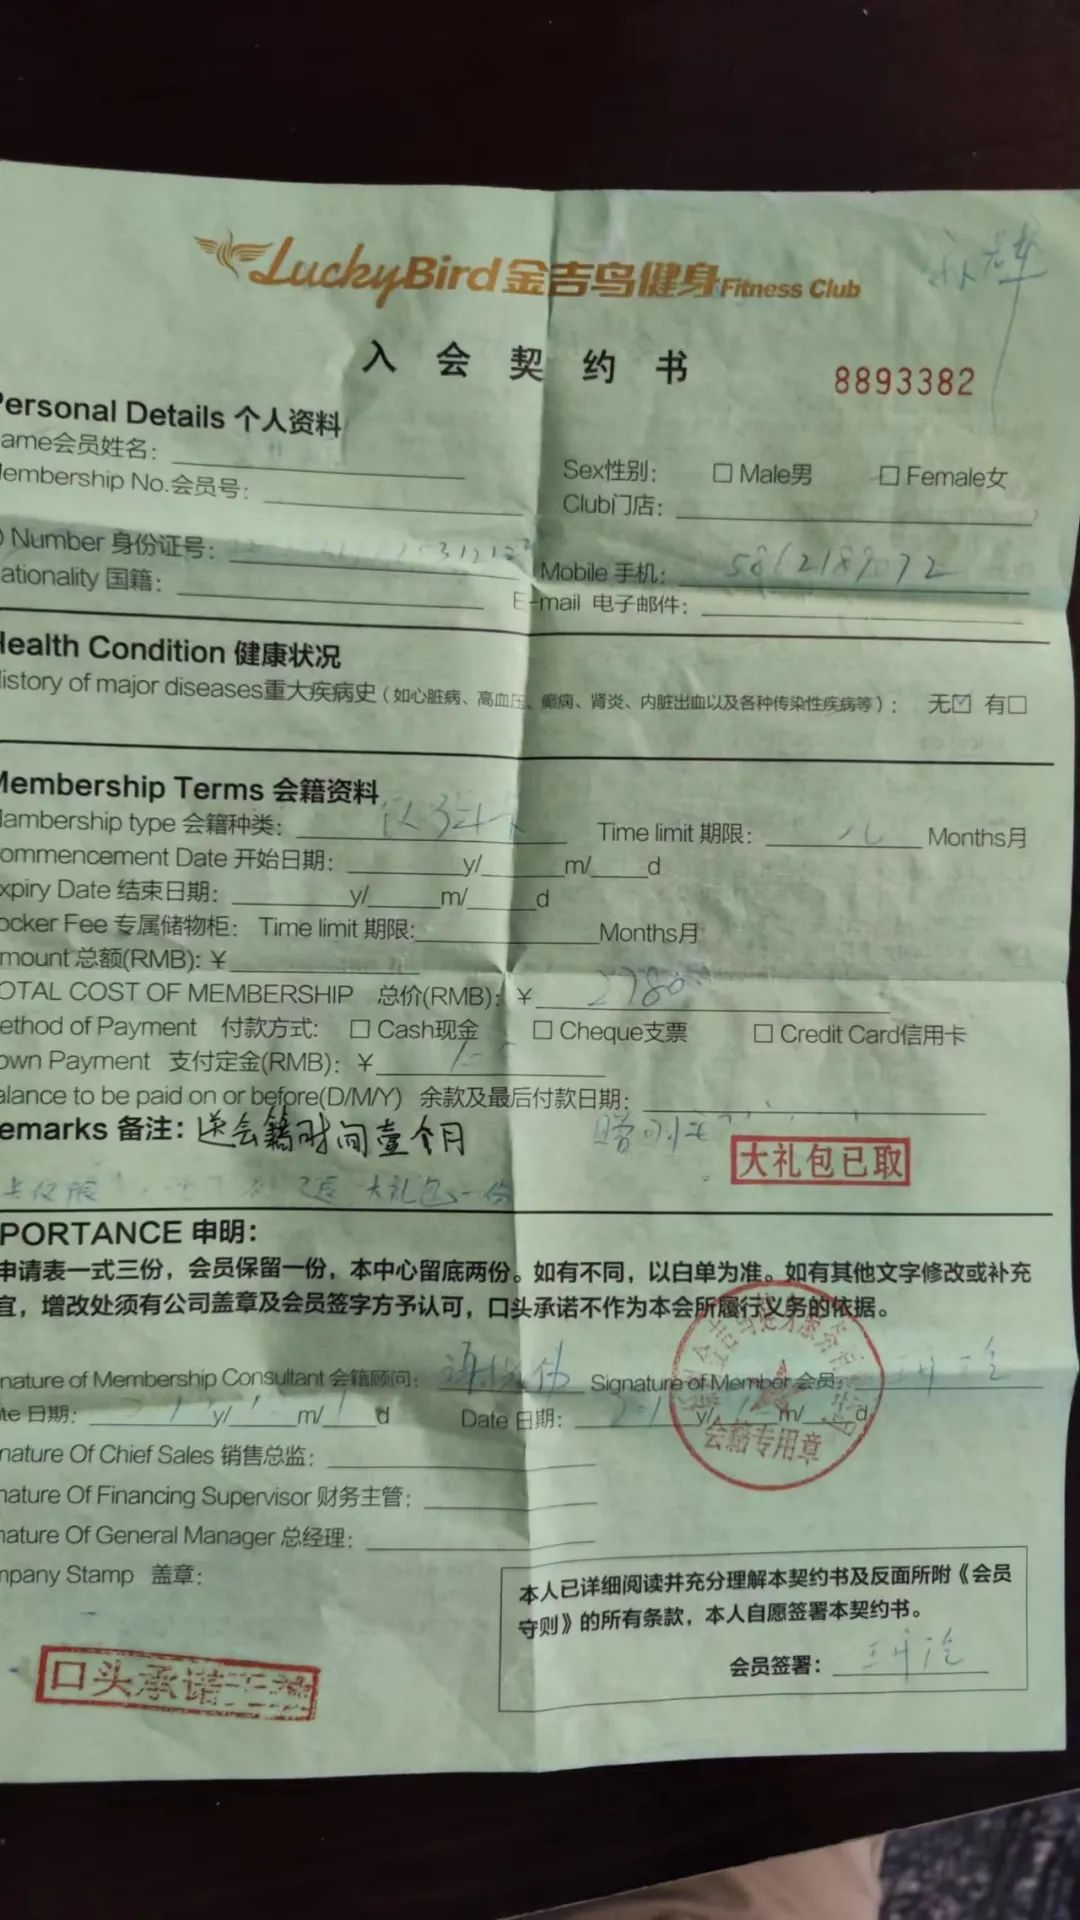 LuckyBird 金吉鸟健身 Fitness Club
入会契约书
8893382
Personal Details 个人资料
ame会员姓名:
Sex性别: □ Male男 □ Female女
embership No.会员号:
Club门店:
Number 身份证号:
Mobile 手机:
ationality 国籍:
E-mail 电子邮件:
Health Condition 健康状况
istory of major diseases重大疾病史(如心脏病、高血压、癫痫、肾炎、内脏出血以及各种传染性疾病等): 无☑ 有□
Membership Terms 会籍资料
Mambership type 会籍种类:
Time limit 期限: Months月
ommencement Date 开始日期: y/ m/ d
xpiry Date 结束日期: y/ m/ d
ocker Fee 专属储物柜: Time limit 期限: Months月
mount 总额(RMB): ¥
OTAL COST OF MEMBERSHIP 总价(RMB): ¥ 2780
ethod of Payment 付款方式: □ Cash现金 □ Cheque支票 □ Credit Card信用卡
own Payment 支付定金(RMB): ¥
alance to be paid on or before(D/M/Y) 余款及最后付款日期:
emarks 备注: 送会籍时间壹个月 赠
大礼包已取
大礼包一份
PORTANCE 申明:
申请表一式三份，会员保留一份，本中心留底两份。如有不同，以白单为准。如有其他文字修改或补充
宜，增改处须有公司盖章及会员签字方予认可，口头承诺不作为本会所履行义务的依据。
nature of Membership Consultant 会籍顾问:
Signature of Member 会员:
te 日期: y/ m/ d
Date 日期: y/ m/ d
会籍专用章
nature Of Chief Sales 销售总监:
nature Of Financing Supervisor 财务主管:
nature Of General Manager 总经理:
mpany Stamp 盖章:
本人已详细阅读并充分理解本契约书及反面所附《会员
守则》的所有条款，本人自愿签署本契约书。
会员签署:
口头承诺无效